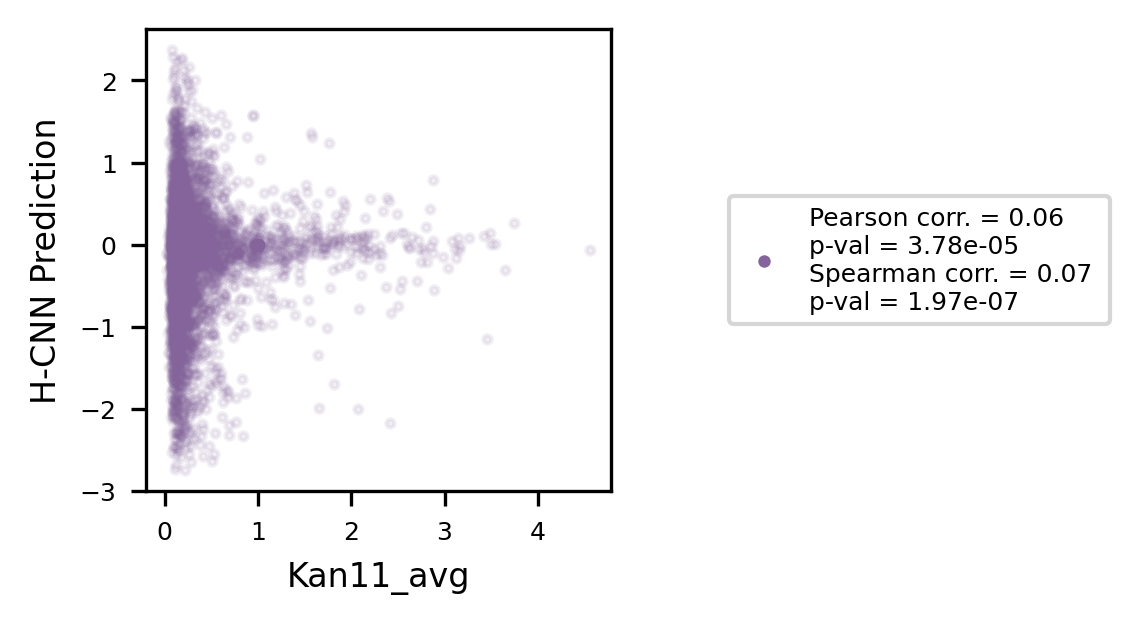 H-CNN Prediction
2
1
0
−1
−2
−3
0
1
2
3
4
Kan11_avg
Pearson corr. = 0.06
p-val = 3.78e-05
Spearman corr. = 0.07
p-val = 1.97e-07